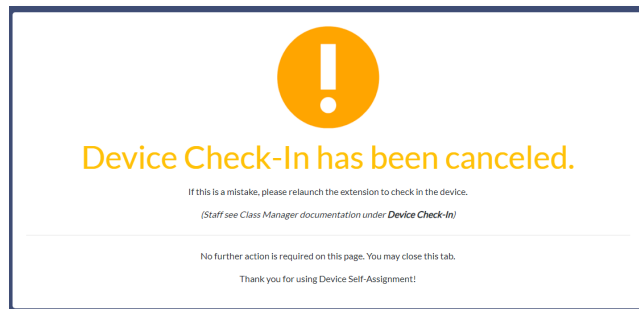 Device Check-In has been canceled.
If this is a mistake, please relaunch the extension to check in the device.
(Staff see Class Manager documentation under Device Check-In)
No further action is required on this page. You may close this tab.
Thank you for using Device Self-Assignment!